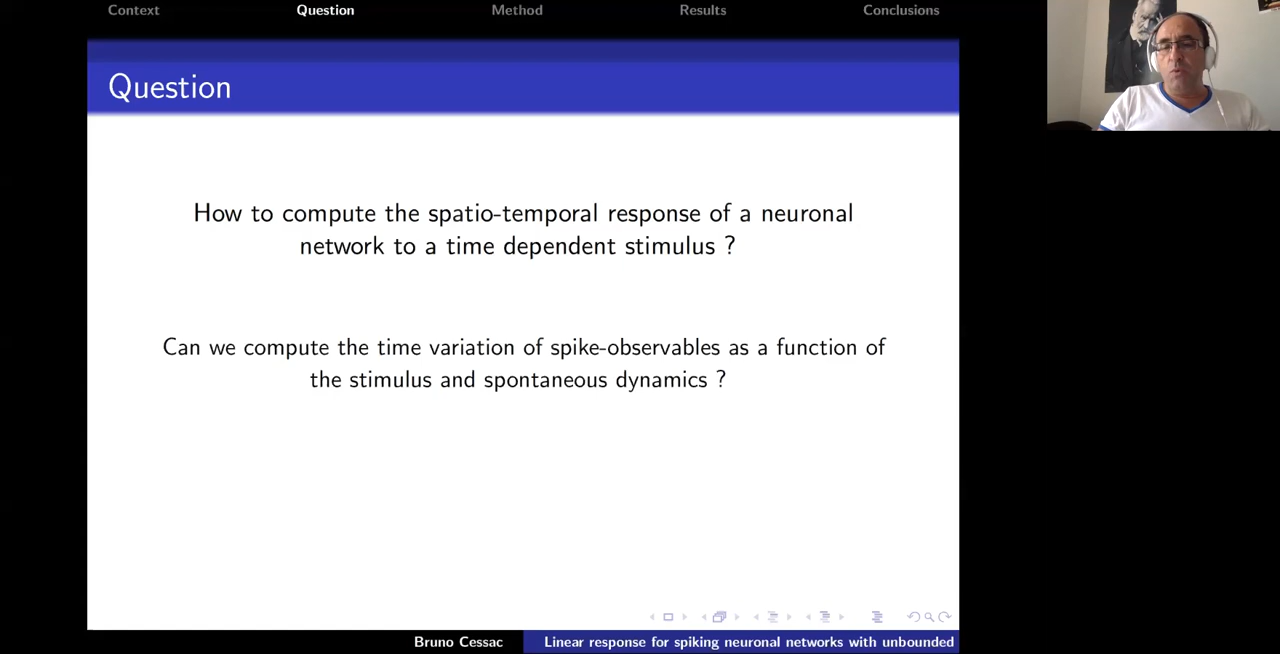 Context Question Method Results Conclusions
Question
How to compute the spatio-temporal response of a neuronal
network to a time dependent stimulus ?
Can we compute the time variation of spike-observables as a function of
the stimulus and spontaneous dynamics ?
Bruno Cessac Linear response for spiking neuronal networks with unbounded